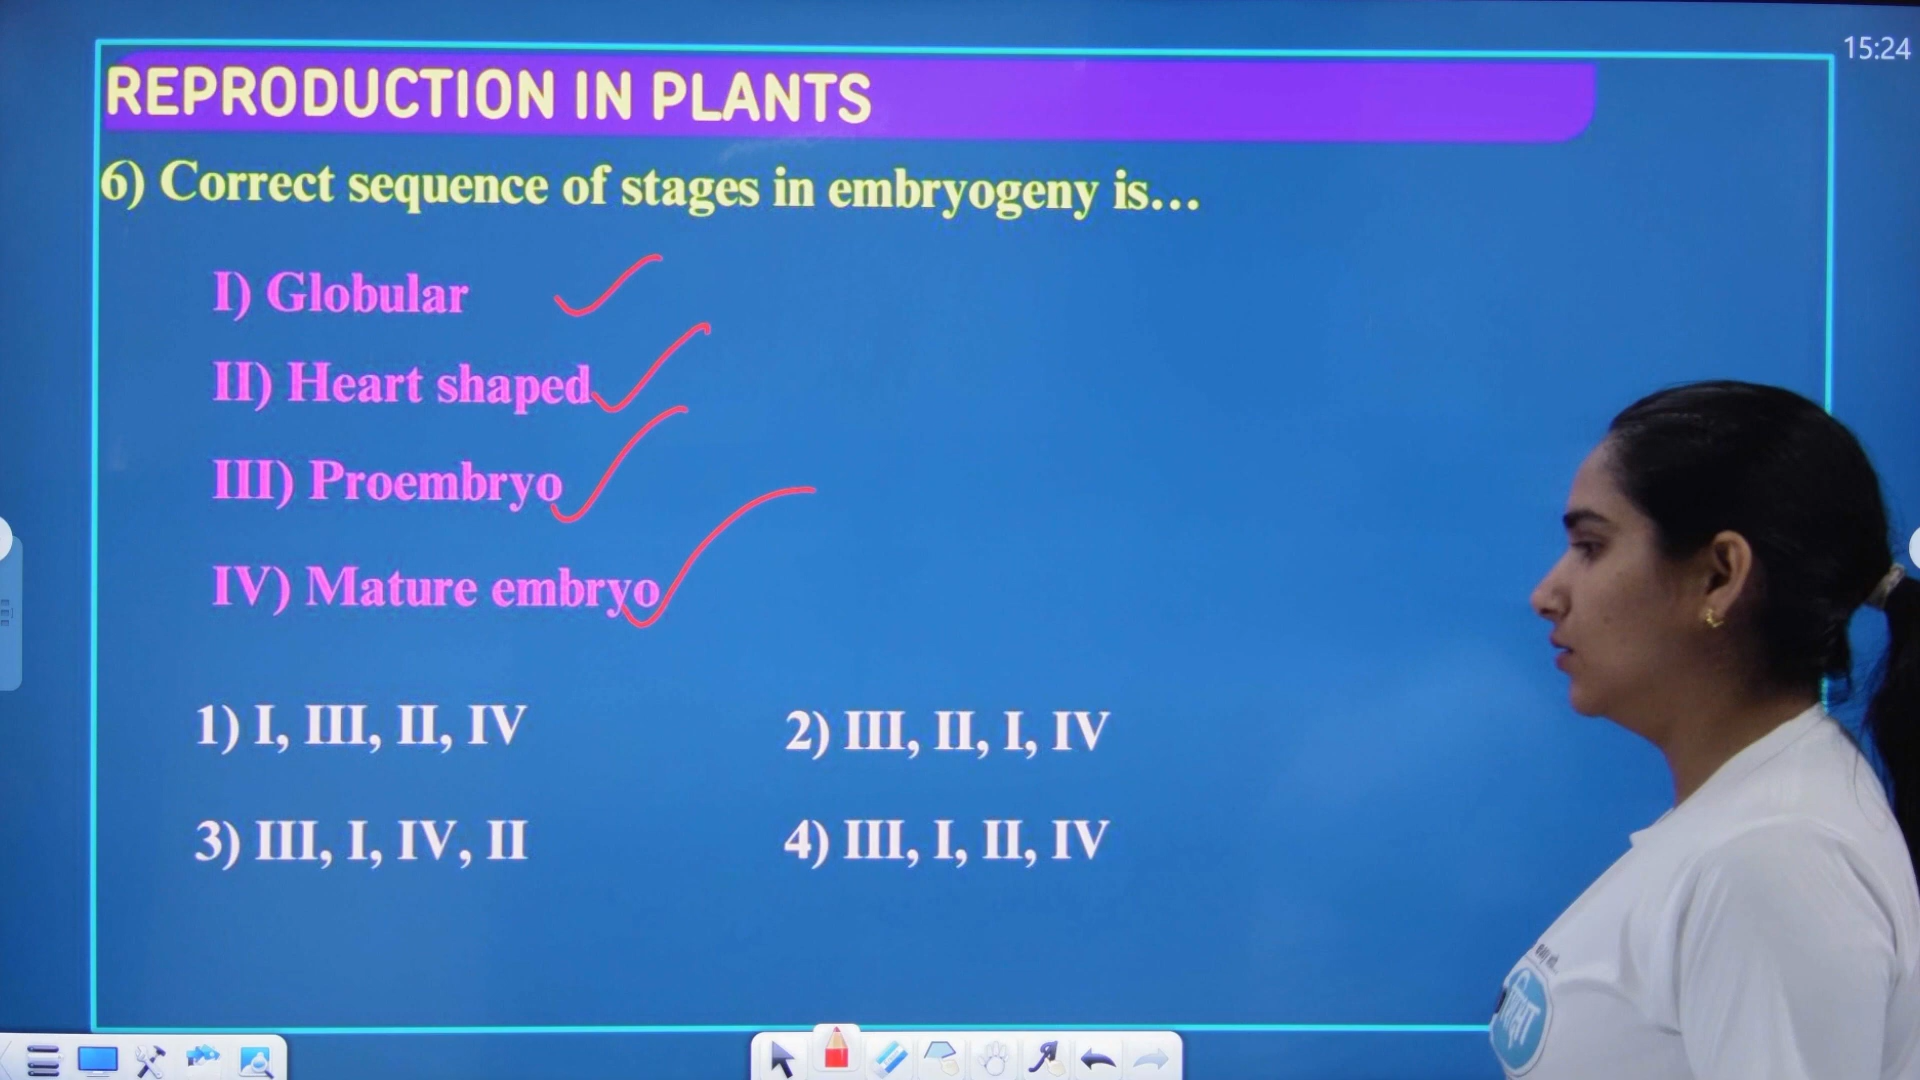 15:24
REPRODUCTION IN PLANTS
6) Correct sequence of stages in embryogeny is...
I) Globular
II) Heart shaped
III) Proembryo
IV) Mature embryo
1) I, III, II, IV
2) III, II, I, IV
3) III, I, IV, II
4) III, I, II, IV